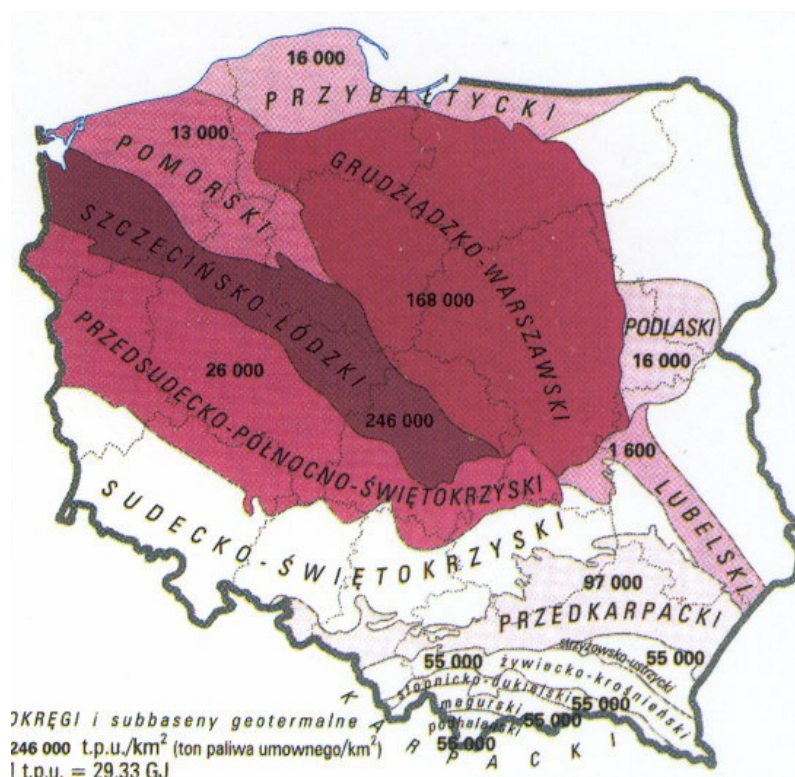 16 000
PRZYBAŁTYCKI
13 000
POMORSKI
GRUDZIĄDZKO-WARSZAWSKI
168 000
SZCZECIŃSKO-ŁÓDZKI
246 000
PODLASKI
16 000
PRZEDSUDECKO-PÓŁNOCNO-ŚWIĘTOKRZYSKI
26 000
1 600
LUBELSKI
SUDECKO-ŚWIĘTOKRZYSKI
97 000
PRZEDKARPACKI
strzyżowsko-ustrzycki
55 000
55 000
żywiecko-krośnieński
słopnicko-dukielski
55 000
magurski
55 000
podhalański
55 000
KARPACKI
OKRĘGI i subbaseny geotermalne
246 000 t.p.u./km² (ton paliwa umownego/km²)
1 t.p.u. = 29,33 GJ